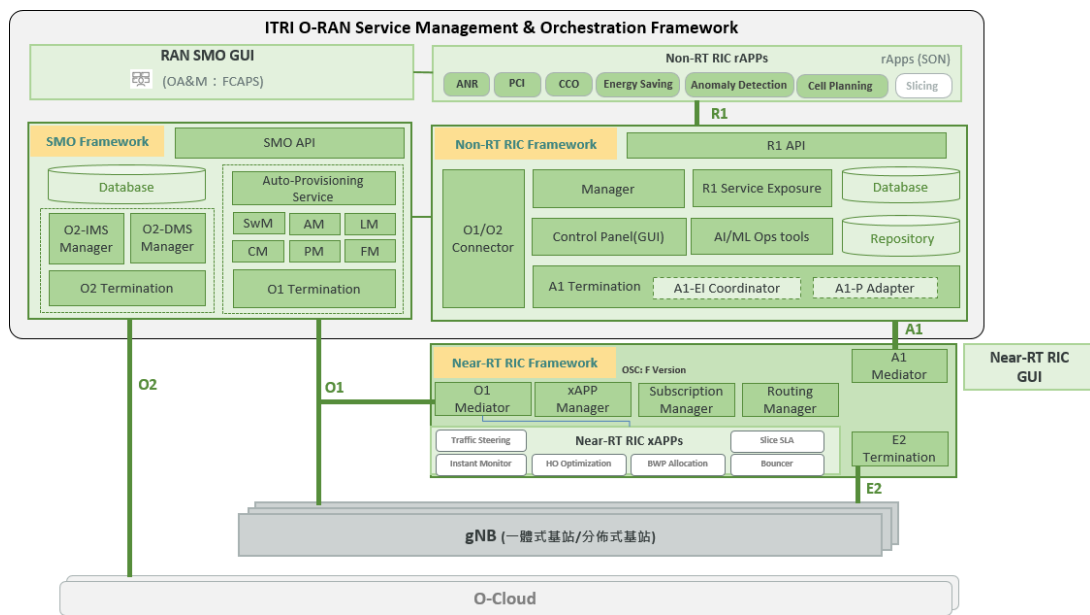 ITRI O-RAN Service Management & Orchestration Framework
RAN SMO GUI
(OA&M：FCAPS)
Non-RT RIC rAPPs
rApps (SON)
ANR
PCI
CCO
Energy Saving
Anomaly Detection
Cell Planning
Slicing
R1
SMO Framework
SMO API
Database
Auto-Provisioning
Service
O2-IMS
Manager
O2-DMS
Manager
SwM
AM
LM
CM
PM
FM
O2 Termination
O1 Termination
Non-RT RIC Framework
R1 API
O1/O2
Connector
Manager
R1 Service Exposure
Database
Control Panel(GUI)
AI/ML Ops tools
Repository
A1 Termination
A1-EI Coordinator
A1-P Adapter
A1
O2
O1
Near-RT RIC Framework
OSC: F Version
A1
Mediator
Near-RT RIC
GUI
O1
Mediator
xAPP
Manager
Subscription
Manager
Routing
Manager
Traffic Steering
Near-RT RIC xAPPs
Slice SLA
Instant Monitor
HO Optimization
BWP Allocation
Bouncer
E2
Termination
E2
gNB (一體式基站/分佈式基站)
O-Cloud